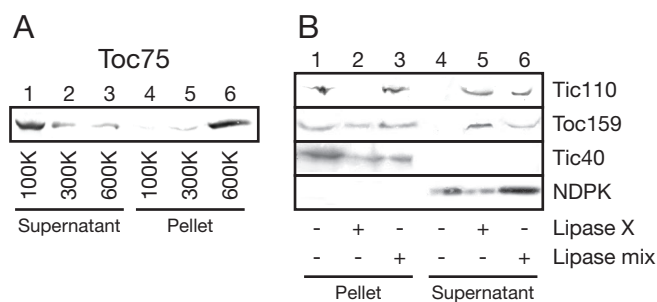 A
Toc75
1 2 3 4 5 6
100K 300K 600K 100K 300K 600K
Supernatant Pellet
B
1 2 3 4 5 6
Tic110
Toc159
Tic40
NDPK
- + - - + - Lipase X
- - + - - + Lipase mix
Pellet Supernatant